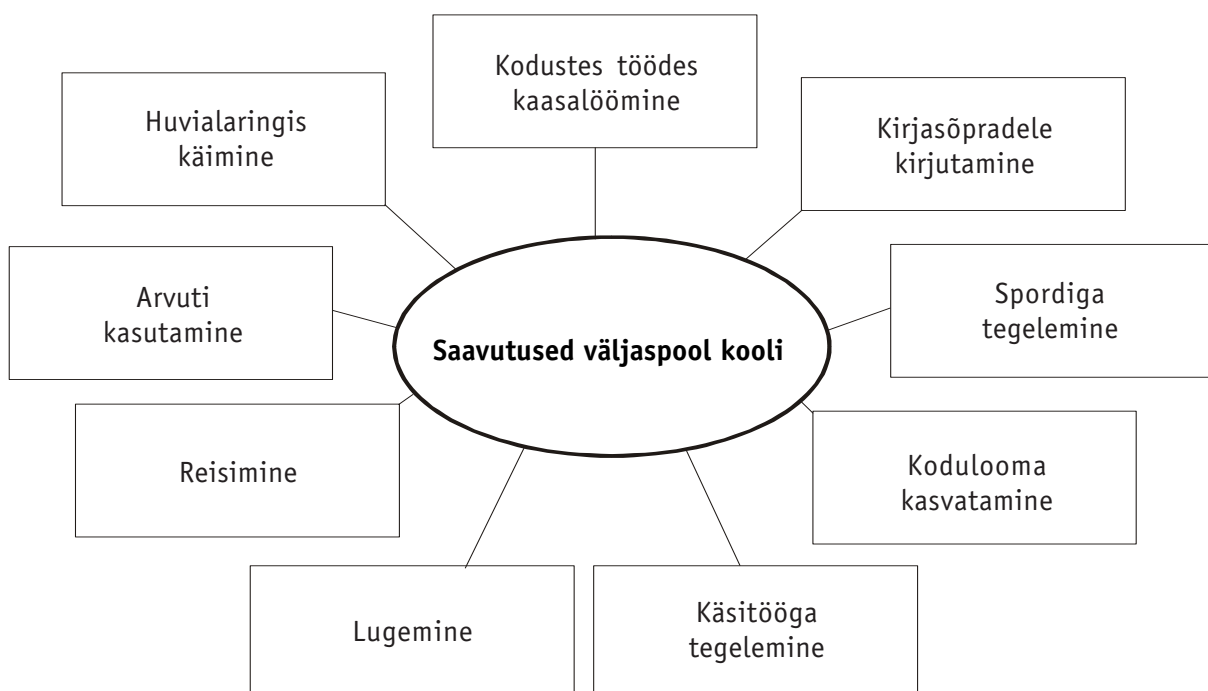 Kodustes töödes
kaasalöömine
Huvialaringis
käimine
Kirjasõpradele
kirjutamine
Arvuti
kasutamine
Spordiga
tegelemine
Saavutused väljaspool kooli
Reisimine
Kodulooma
kasvatamine
Lugemine
Käsitööga
tegelemine